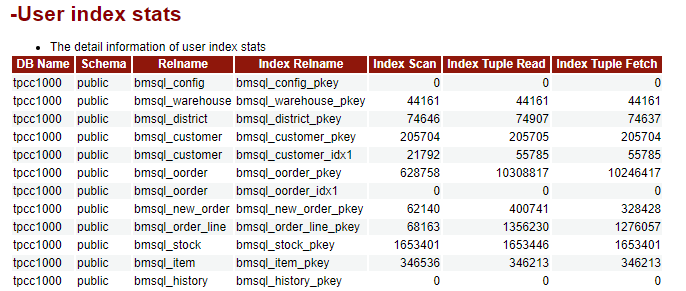 -User index stats
• The detail information of user index stats
DB Name Schema Relname Index Relname Index Scan Index Tuple Read Index Tuple Fetch
tpcc1000 public bmsql_config bmsql_config_pkey 0 0 0
tpcc1000 public bmsql_warehouse bmsql_warehouse_pkey 44161 44161 44161
tpcc1000 public bmsql_district bmsql_district_pkey 74646 74907 74637
tpcc1000 public bmsql_customer bmsql_customer_pkey 205704 205705 205704
tpcc1000 public bmsql_customer bmsql_customer_idx1 21792 55785 55785
tpcc1000 public bmsql_oorder bmsql_oorder_pkey 628758 10308817 10246417
tpcc1000 public bmsql_oorder bmsql_oorder_idx1 0 0 0
tpcc1000 public bmsql_new_order bmsql_new_order_pkey 62140 400741 328428
tpcc1000 public bmsql_order_line bmsql_order_line_pkey 68163 1356230 1276057
tpcc1000 public bmsql_stock bmsql_stock_pkey 1653401 1653446 1653401
tpcc1000 public bmsql_item bmsql_item_pkey 346536 346213 346213
tpcc1000 public bmsql_history bmsql_history_pkey 0 0 0